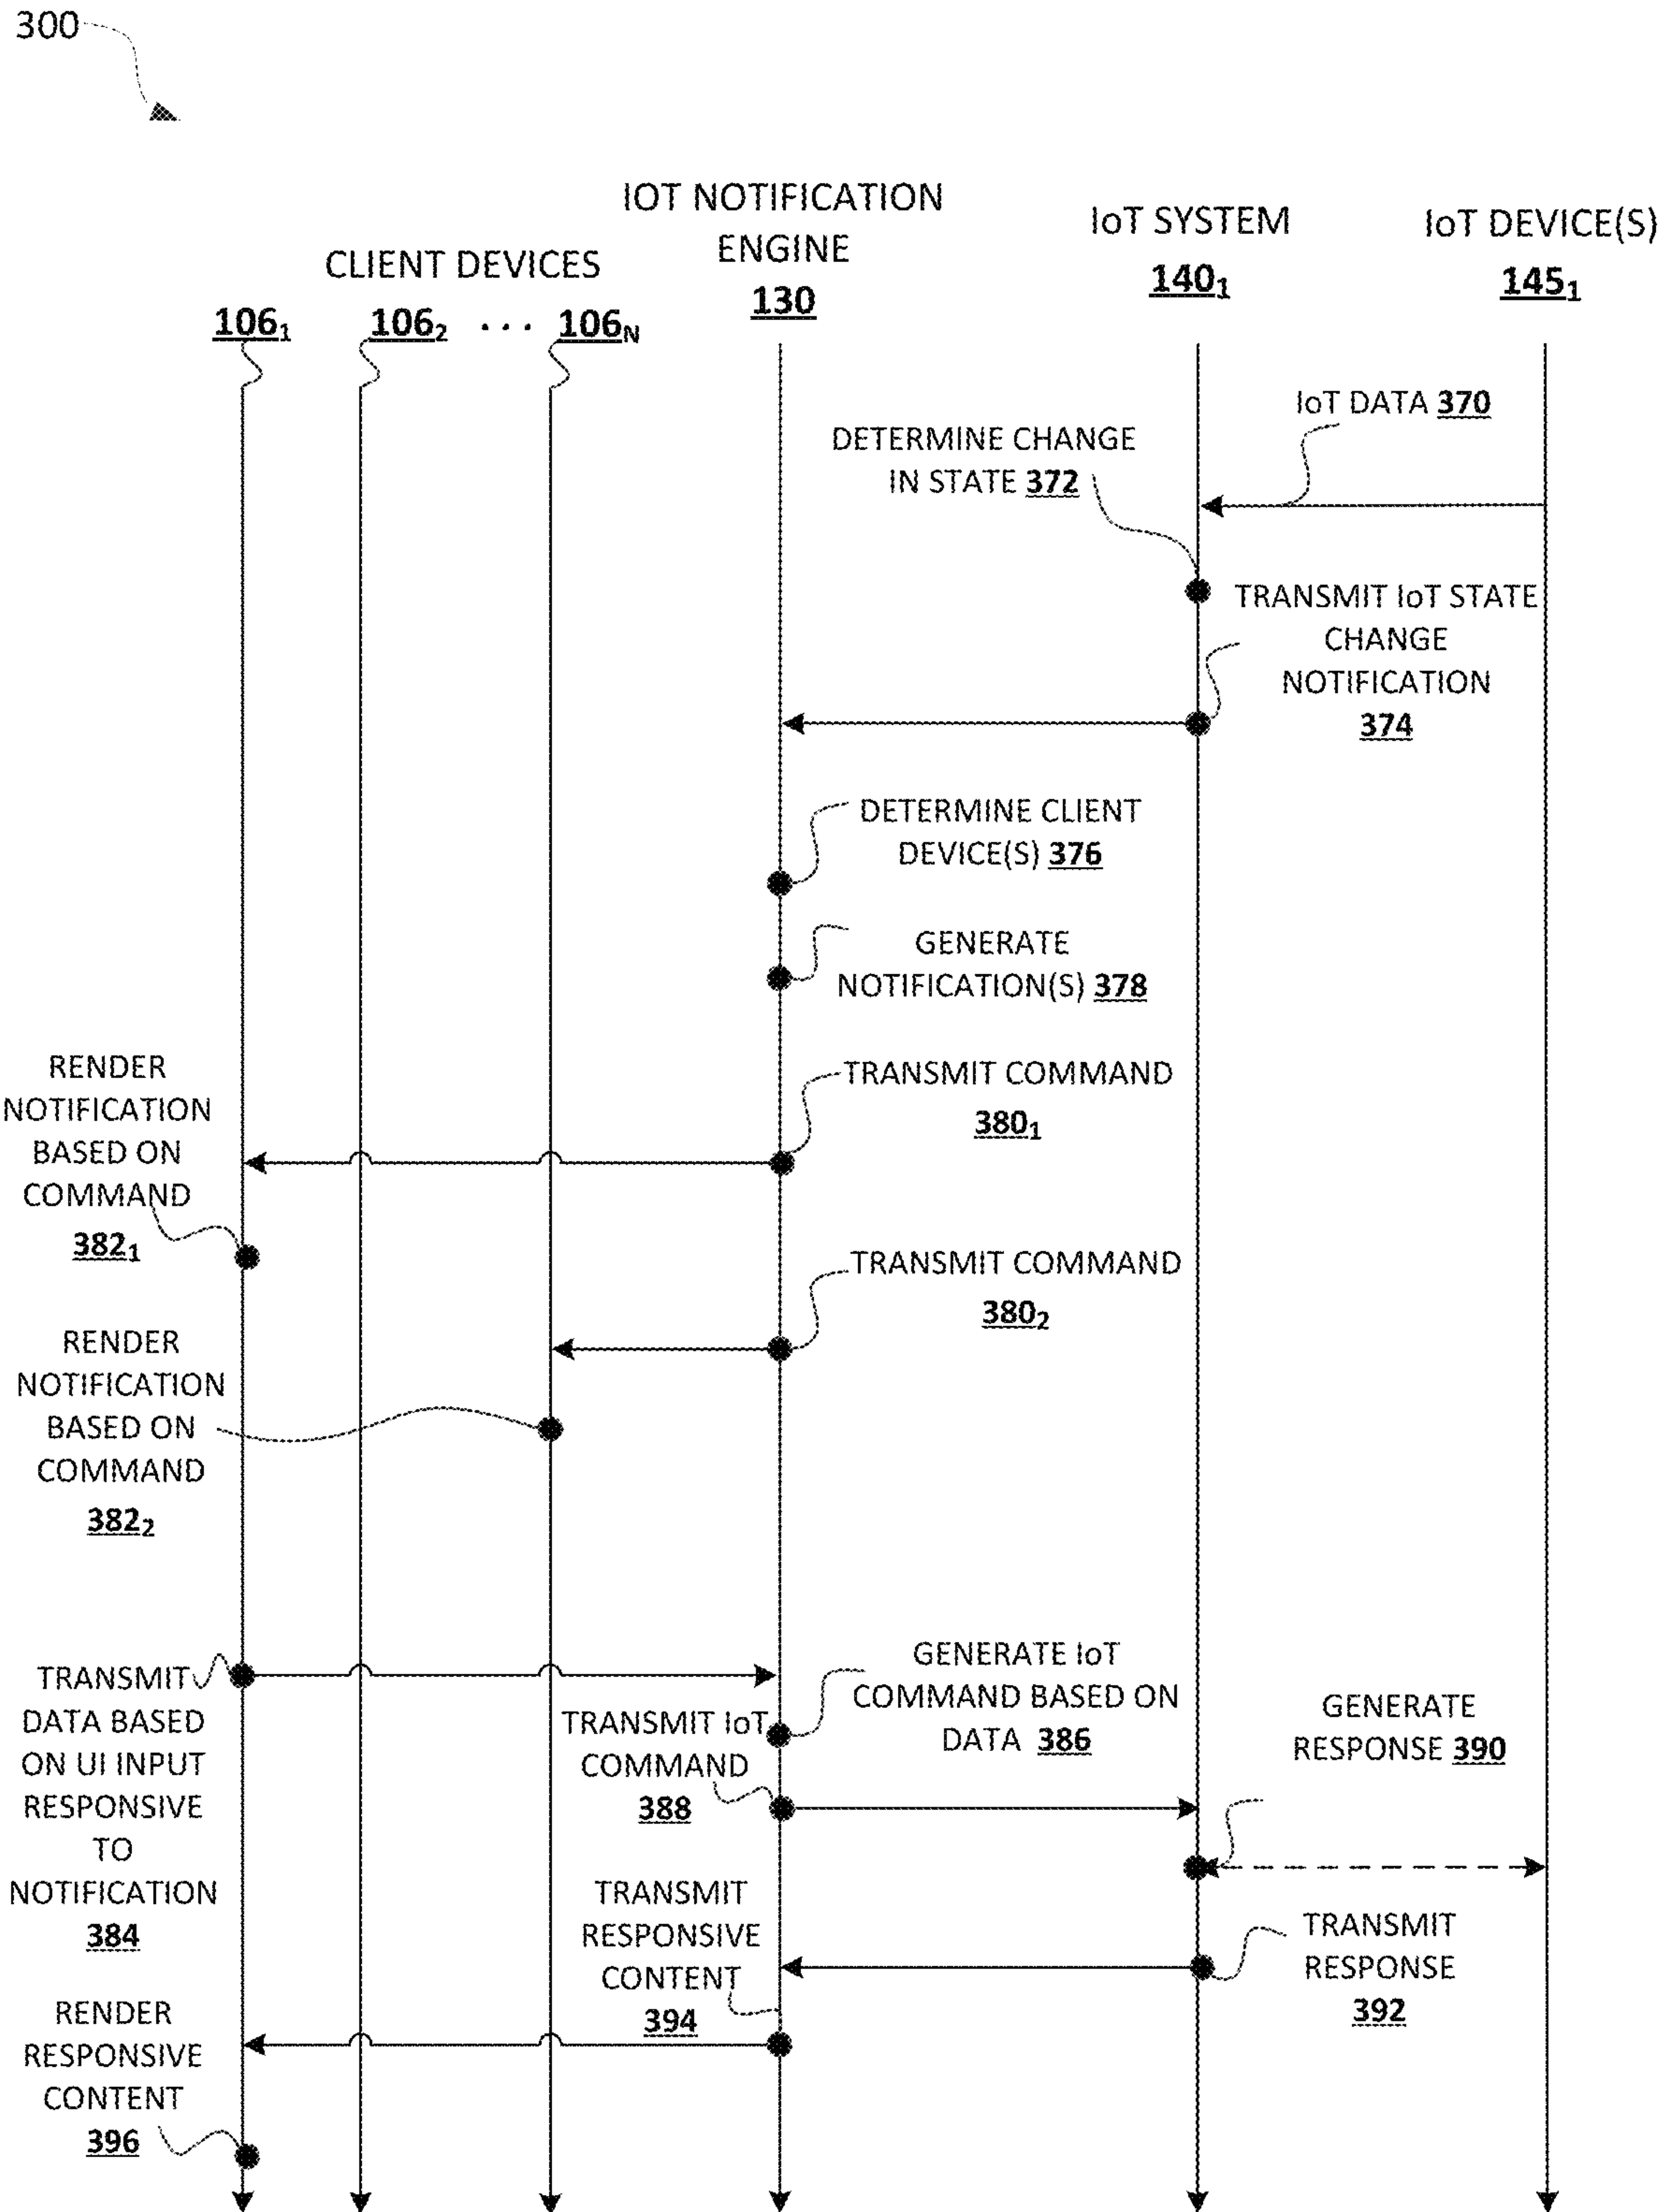 300
IOT NOTIFICATION
ENGINE
130
IoT SYSTEM
140₁
IoT DEVICE(S)
145₁
CLIENT DEVICES
106₁ 106₂ ... 106N
IoT DATA 370
DETERMINE CHANGE
IN STATE 372
TRANSMIT IoT STATE
CHANGE
NOTIFICATION
374
DETERMINE CLIENT
DEVICE(S) 376
GENERATE
NOTIFICATION(S) 378
RENDER
NOTIFICATION
BASED ON
COMMAND
382₁
TRANSMIT COMMAND
380₁
TRANSMIT COMMAND
380₂
RENDER
NOTIFICATION
BASED ON
COMMAND
382₂
TRANSMIT
DATA BASED
ON UI INPUT
RESPONSIVE
TO
NOTIFICATION
384
GENERATE IoT
COMMAND BASED ON
DATA 386
TRANSMIT IoT
COMMAND
388
GENERATE
RESPONSE 390
TRANSMIT
RESPONSE
392
TRANSMIT
RESPONSIVE
CONTENT
394
RENDER
RESPONSIVE
CONTENT
396